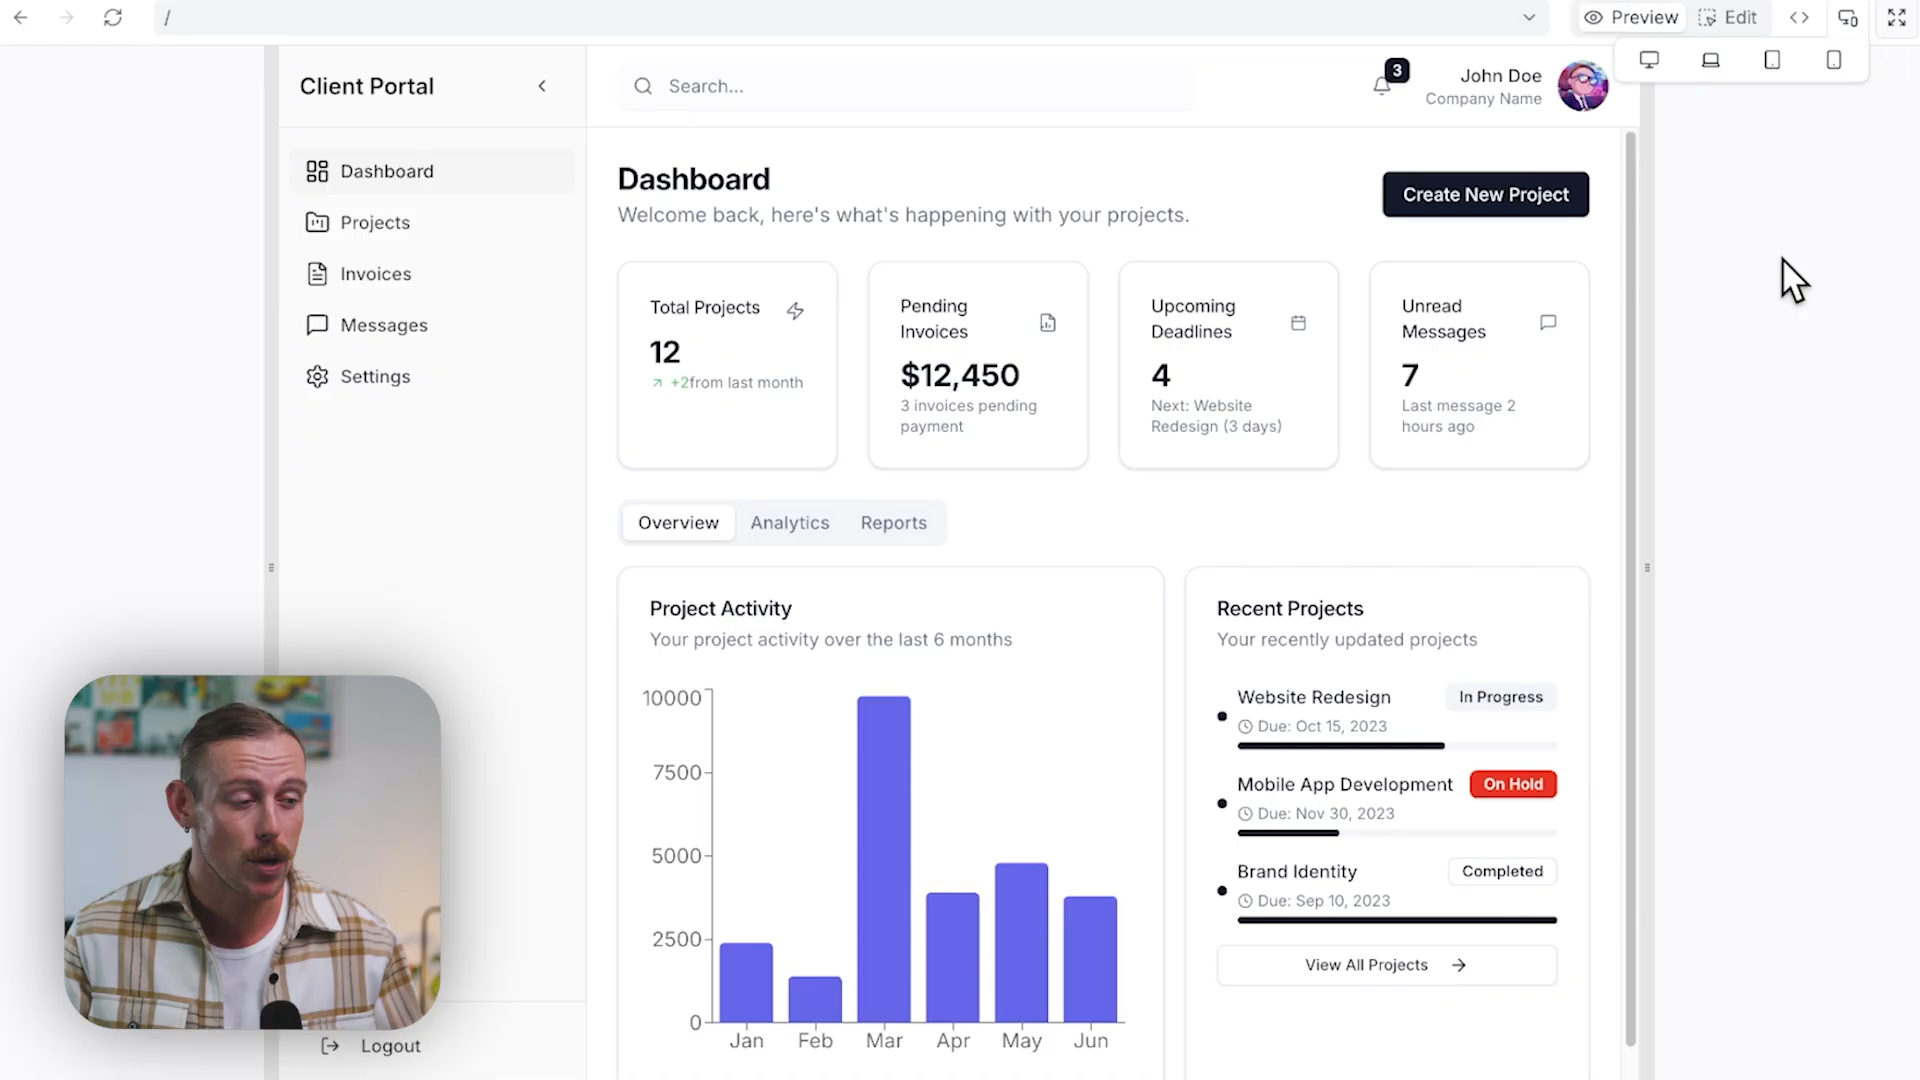 /
Preview
Edit
Client Portal
Search...
3
John Doe
Company Name
Dashboard
Projects
Invoices
Messages
Settings
Logout
Dashboard
Welcome back, here's what's happening with your projects.
Create New Project
Total Projects
12
+2from last month
Pending
Invoices
$12,450
3 invoices pending
payment
Upcoming
Deadlines
4
Next: Website
Redesign (3 days)
Unread
Messages
7
Last message 2
hours ago
Overview
Analytics
Reports
Project Activity
Your project activity over the last 6 months
10000
7500
5000
2500
0
Jan
Feb
Mar
Apr
May
Jun
Recent Projects
Your recently updated projects
Website Redesign
In Progress
Due: Oct 15, 2023
Mobile App Development
On Hold
Due: Nov 30, 2023
Brand Identity
Completed
Due: Sep 10, 2023
View All Projects